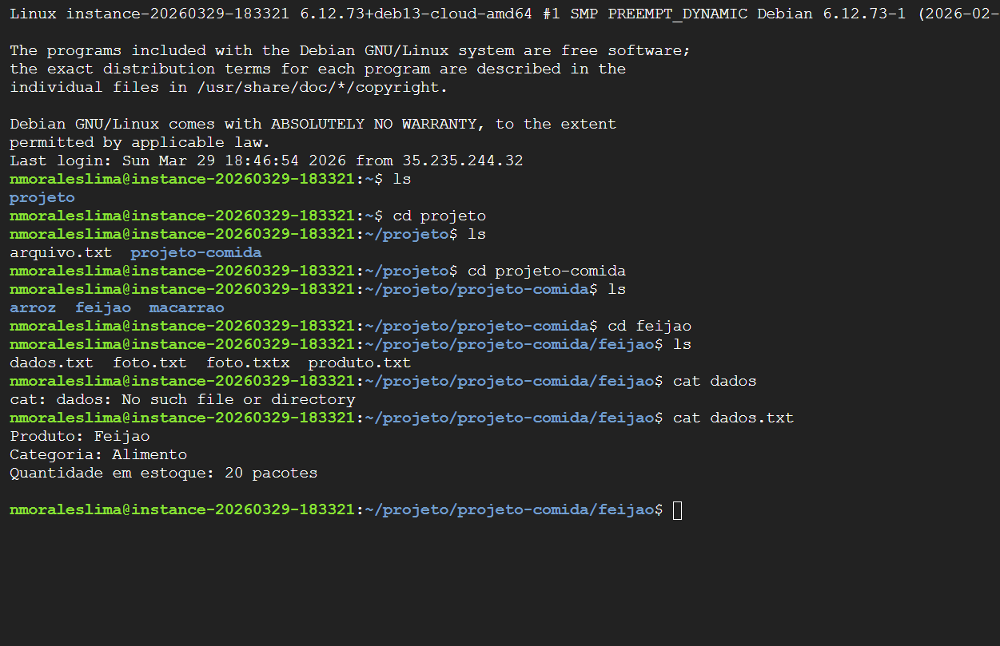 Linux instance-20260329-183321 6.12.73+deb13-cloud-amd64 #1 SMP PREEMPT_DYNAMIC Debian 6.12.73-1 (2026-02-
The programs included with the Debian GNU/Linux system are free software;
the exact distribution terms for each program are described in the
individual files in /usr/share/doc/*/copyright.
Debian GNU/Linux comes with ABSOLUTELY NO WARRANTY, to the extent
permitted by applicable law.
Last login: Sun Mar 29 18:46:54 2026 from 35.235.244.32
nmoraleslima@instance-20260329-183321:~$ ls
projeto
nmoraleslima@instance-20260329-183321:~$ cd projeto
nmoraleslima@instance-20260329-183321:~/projeto$ ls
arquivo.txt  projeto-comida
nmoraleslima@instance-20260329-183321:~/projeto$ cd projeto-comida
nmoraleslima@instance-20260329-183321:~/projeto/projeto-comida$ ls
arroz  feijao  macarrao
nmoraleslima@instance-20260329-183321:~/projeto/projeto-comida$ cd feijao
nmoraleslima@instance-20260329-183321:~/projeto/projeto-comida/feijao$ ls
dados.txt  foto.txt  foto.txtx  produto.txt
nmoraleslima@instance-20260329-183321:~/projeto/projeto-comida/feijao$ cat dados
cat: dados: No such file or directory
nmoraleslima@instance-20260329-183321:~/projeto/projeto-comida/feijao$ cat dados.txt
Produto: Feijao
Categoria: Alimento
Quantidade em estoque: 20 pacotes
nmoraleslima@instance-20260329-183321:~/projeto/projeto-comida/feijao$